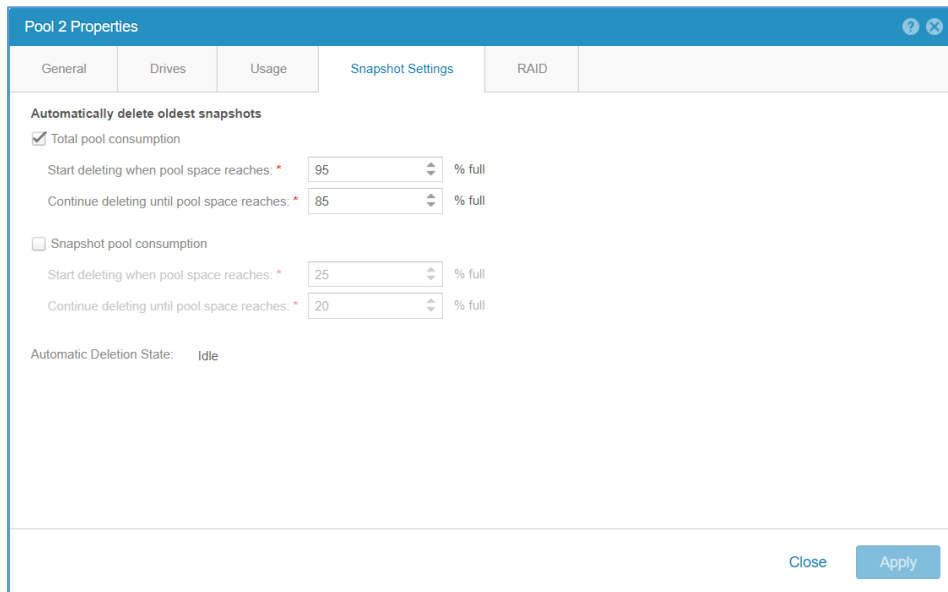 Pool 2 Properties
General Drives Usage Snapshot Settings RAID
Automatically delete oldest snapshots
Total pool consumption
Start deleting when pool space reaches: * 95 % full
Continue deleting until pool space reaches: * 85 % full
Snapshot pool consumption
Start deleting when pool space reaches: * 25 % full
Continue deleting until pool space reaches: * 20 % full
Automatic Deletion State: Idle
Close Apply